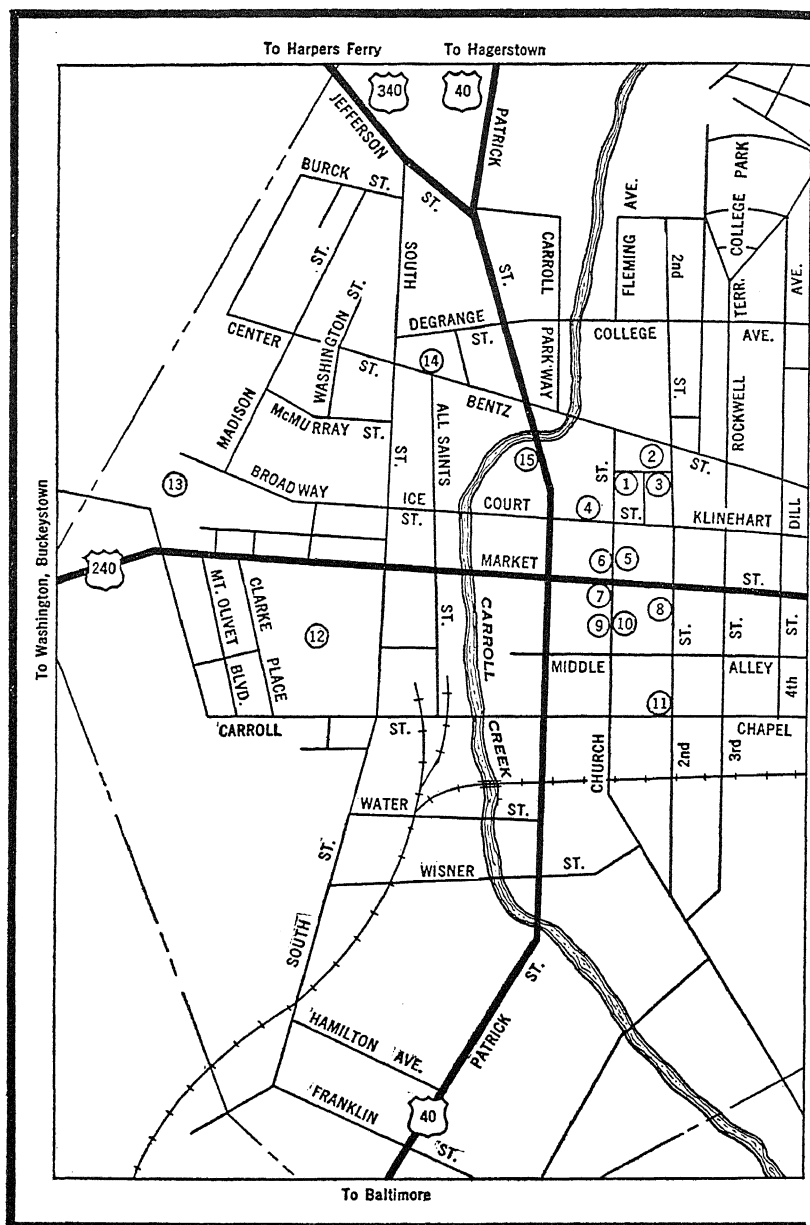 To Harpers Ferry
To Hagerstown
340
40
JEFFERSON
ST.
PATRICK
BURCK ST.
ST.
SOUTH
ST.
CARROLL
PARKWAY
FLEMING
AVE.
2nd
COLLEGE PARK
TERR.
AVE.
CENTER
ST.
WASHINGTON ST.
DEGRANGE
ST.
COLLEGE AVE.
14
MADISON
McMURRAY ST.
ALL SAINTS
BENTZ
ST.
ST.
ROCKWELL
ST.
2
15
1
3
ST.
13
BROADWAY
ICE
ST.
COURT
4
ST.
KLINEHART
DILL
To Washington, Buckeystown
240
MARKET
6
5
ST.
MT. OLIVET
BLVD.
CLARKE
PLACE
12
ST.
CARROLL
CREEK
7
9
10
8
ST.
ST.
ST.
MIDDLE
ALLEY
4th
11
CARROLL
ST.
CHAPEL
CHURCH
2nd
3rd
WATER
ST.
ST.
WISNER
ST.
SOUTH
HAMILTON AVE.
PATRICK
ST.
FRANKLIN
ST.
40
To Baltimore